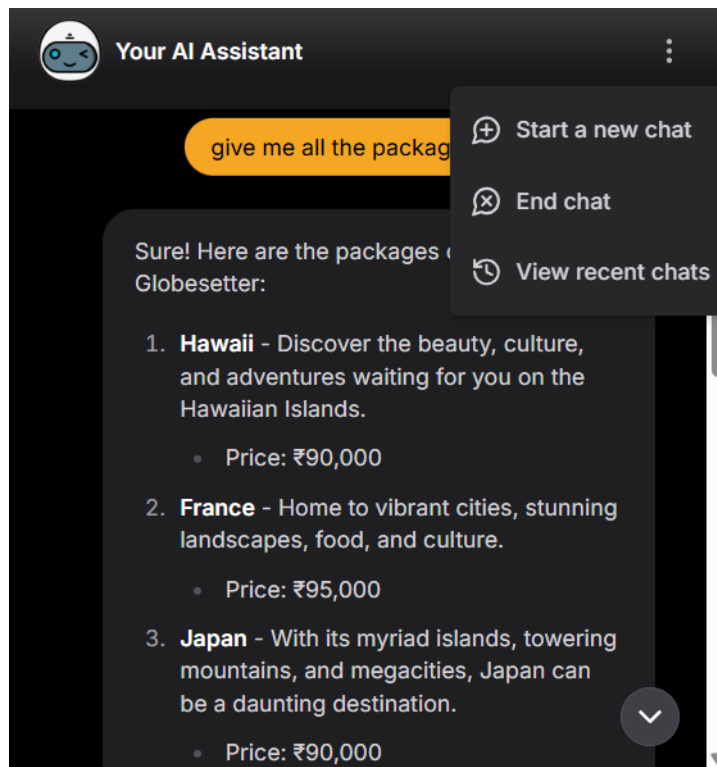 Your AI Assistant
Start a new chat
End chat
View recent chats
give me all the packag
Sure! Here are the packages
Globesetter:
1. Hawaii - Discover the beauty, culture,
and adventures waiting for you on the
Hawaiian Islands.
• Price: ₹90,000
2. France - Home to vibrant cities, stunning
landscapes, food, and culture.
• Price: ₹95,000
3. Japan - With its myriad islands, towering
mountains, and megacities, Japan can
be a daunting destination.
• Price: ₹90,000